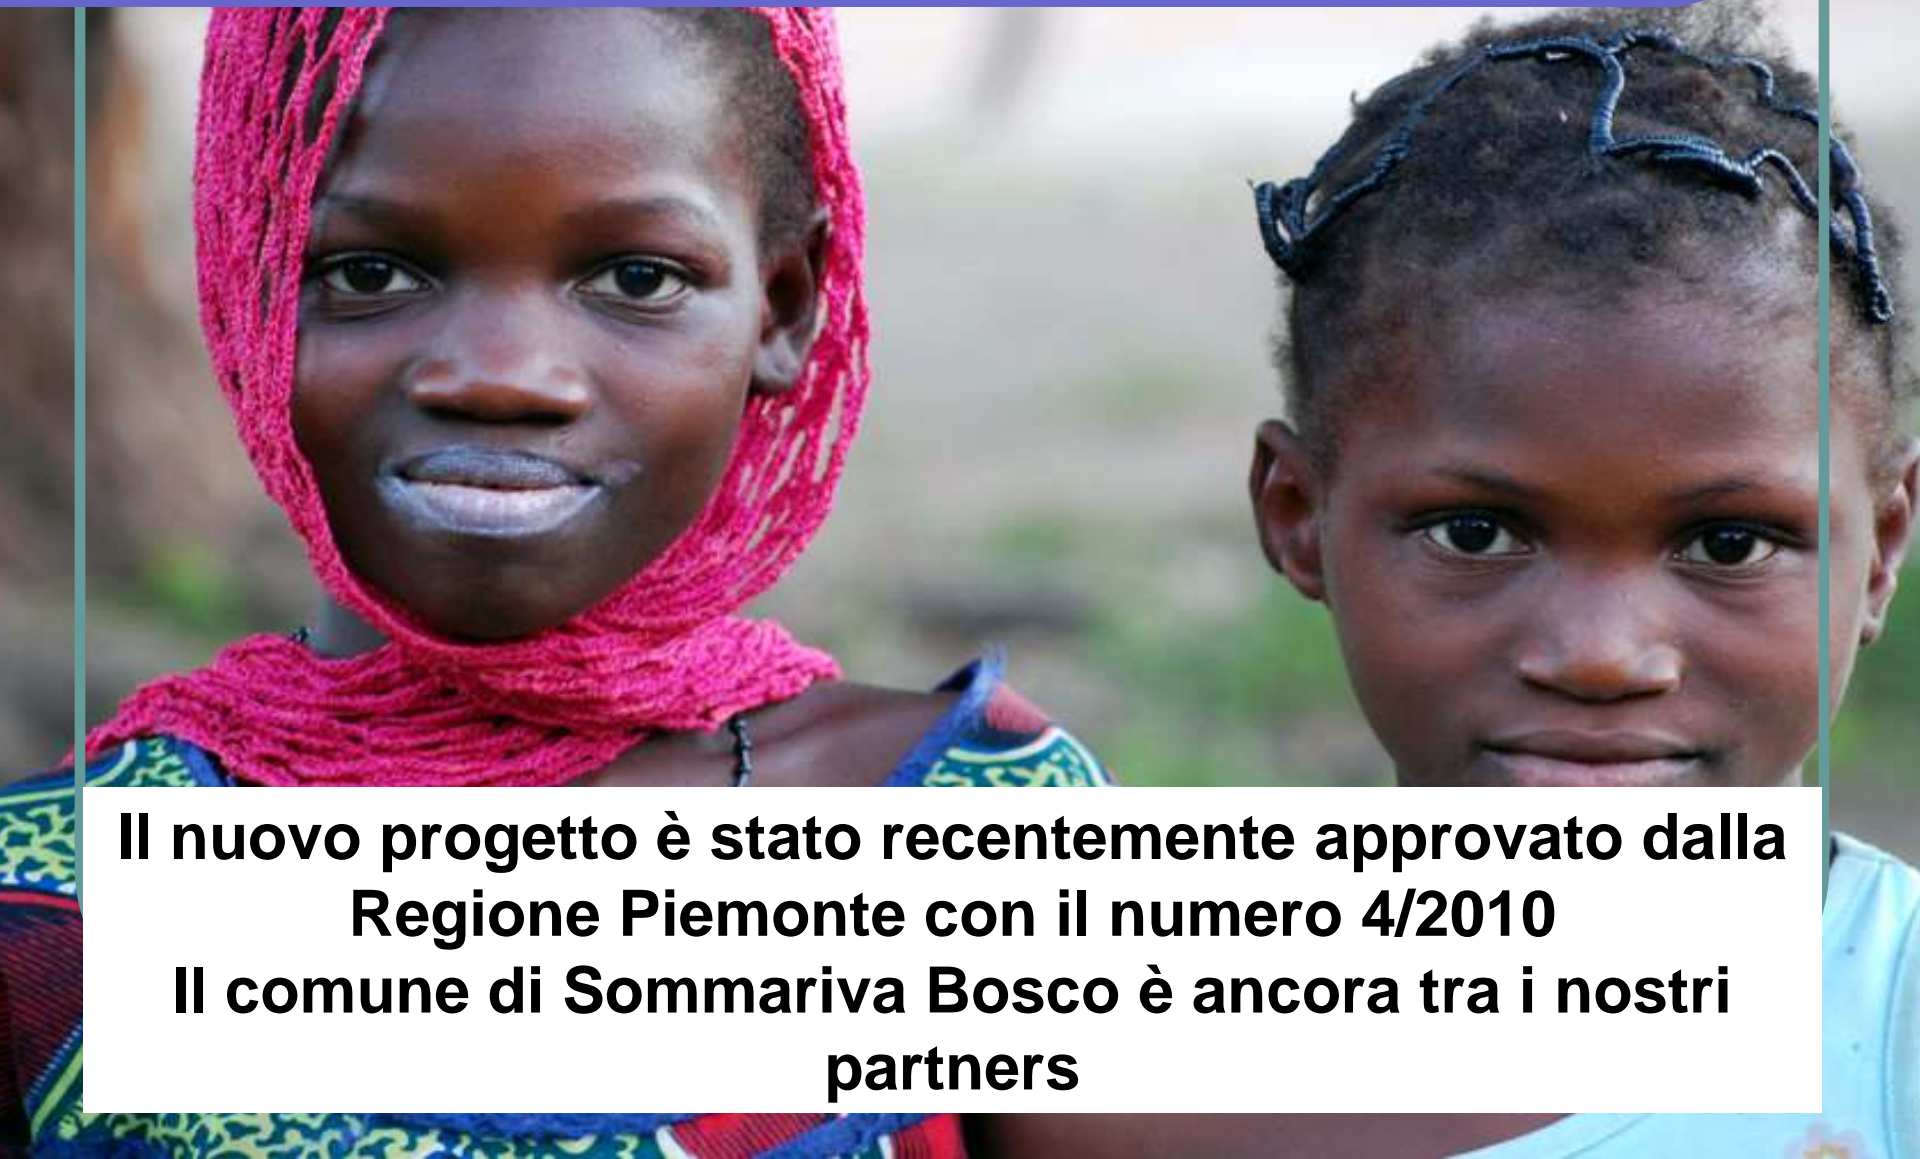 Il nuovo progetto è stato recentemente approvato dalla
Regione Piemonte con il numero 4/2010
Il comune di Sommariva Bosco è ancora tra i nostri
partners